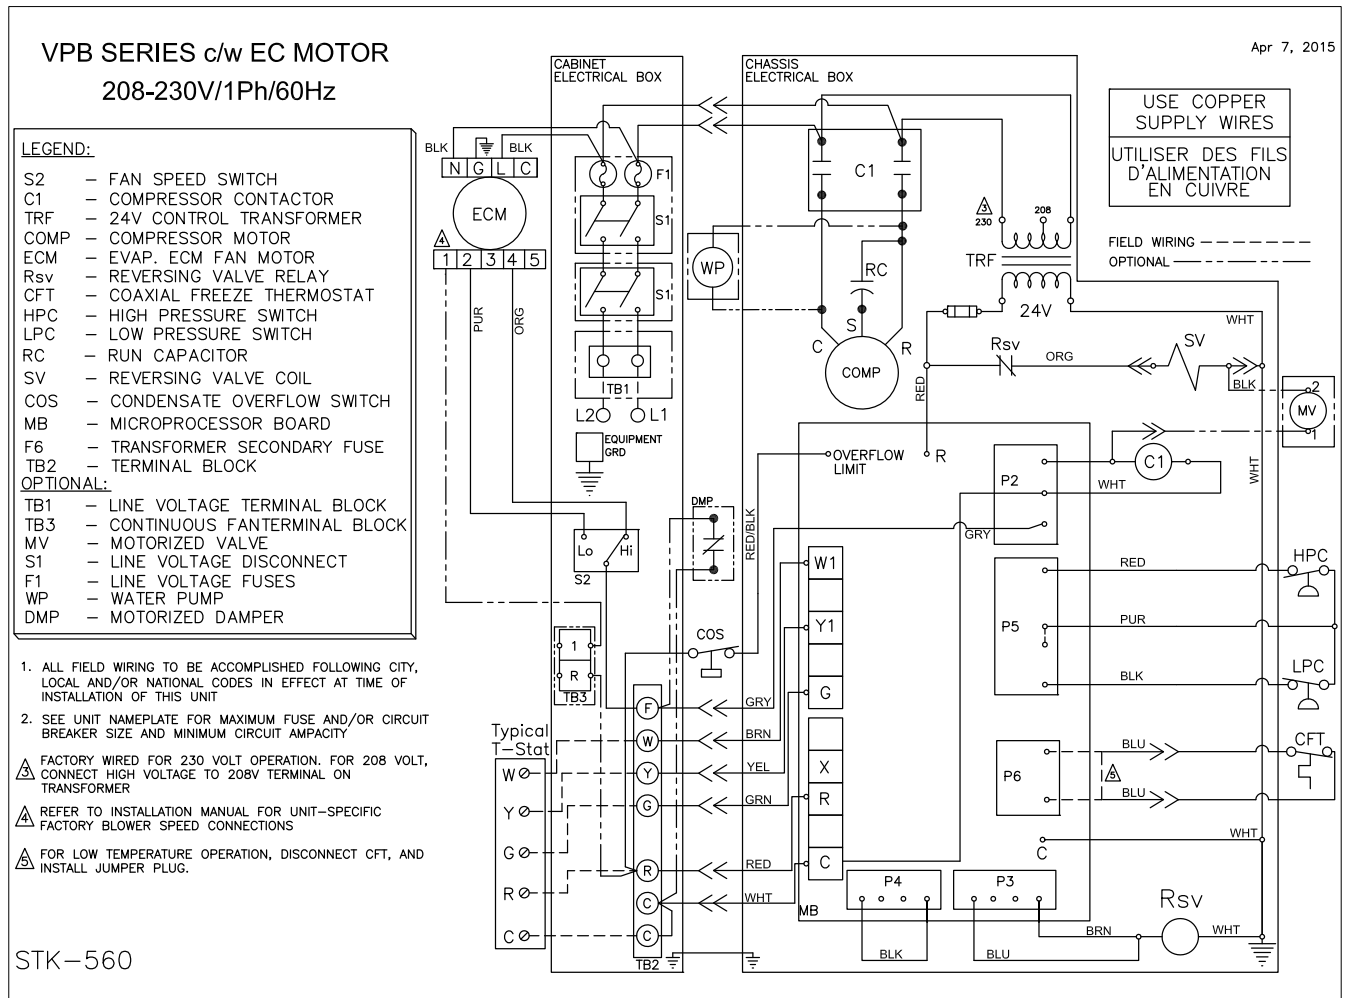 VPB SERIES c/w EC MOTOR
208-230V/1Ph/60Hz
Apr 7, 2015
USE COPPER
SUPPLY WIRES
UTILISER DES FILS
D'ALIMENTATION
EN CUIVRE
FIELD WIRING
OPTIONAL
LEGEND:
S2 – FAN SPEED SWITCH
C1 – COMPRESSOR CONTACTOR
TRF – 24V CONTROL TRANSFORMER
COMP – COMPRESSOR MOTOR
ECM – EVAP. ECM FAN MOTOR
Rsv – REVERSING VALVE RELAY
CFT – COAXIAL FREEZE THERMOSTAT
HPC – HIGH PRESSURE SWITCH
LPC – LOW PRESSURE SWITCH
RC – RUN CAPACITOR
SV – REVERSING VALVE COIL
COS – CONDENSATE OVERFLOW SWITCH
MB – MICROPROCESSOR BOARD
F6 – TRANSFORMER SECONDARY FUSE
TB2 – TERMINAL BLOCK
OPTIONAL:
TB1 – LINE VOLTAGE TERMINAL BLOCK
TB3 – CONTINUOUS FANTERMINAL BLOCK
MV – MOTORIZED VALVE
S1 – LINE VOLTAGE DISCONNECT
F1 – LINE VOLTAGE FUSES
WP – WATER PUMP
DMP – MOTORIZED DAMPER
1. ALL FIELD WIRING TO BE ACCOMPLISHED FOLLOWING CITY,
LOCAL AND/OR NATIONAL CODES IN EFFECT AT TIME OF
INSTALLATION OF THIS UNIT
2. SEE UNIT NAMEPLATE FOR MAXIMUM FUSE AND/OR CIRCUIT
BREAKER SIZE AND MINIMUM CIRCUIT AMPACITY
3 FACTORY WIRED FOR 230 VOLT OPERATION. FOR 208 VOLT,
CONNECT HIGH VOLTAGE TO 208V TERMINAL ON
TRANSFORMER
4 REFER TO INSTALLATION MANUAL FOR UNIT–SPECIFIC
FACTORY BLOWER SPEED CONNECTIONS
5 FOR LOW TEMPERATURE OPERATION, DISCONNECT CFT, AND
INSTALL JUMPER PLUG.
STK–560
CABINET
ELECTRICAL BOX
CHASSIS
ELECTRICAL BOX
BLK
BLK
N G L C
ECM
4
1 2 3 4 5
PUR
ORG
F1
S1
S1
TB1
L2 L1
EQUIPMENT
GRD
Lo Hi
S2
1
R
TB3
Typical
T–Stat
W
Y
G
R
C
F
W
Y
G
R
C
C
TB2
GRY
BRN
YEL
GRN
RED
WHT
WP
DMP
RED/BLK
COS
C1
RC
S
C R
COMP
3
230
208
TRF
24V
WHT
RED
Rsv
ORG
SV
BLK
2
MV
1
WHT
OVERFLOW
LIMIT
R
P2
C1
WHT
GRY
W1
Y1
G
X
R
C
MB
P5
RED
HPC
PUR
BLK
LPC
P6
BLU
5
BLU
CFT
C
WHT
P4
P3
BLK
BLU
BRN
Rsv
WHT